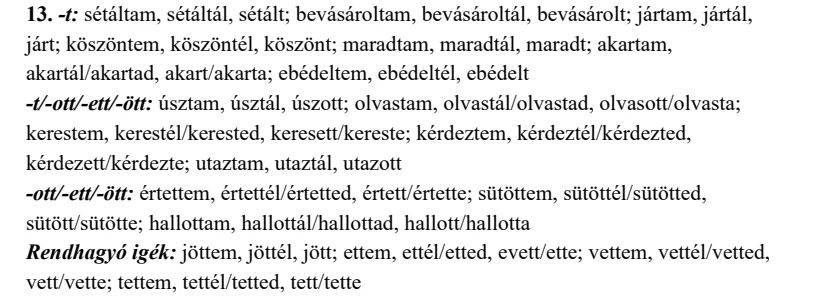 13. -t: sétáltam, sétáltál, sétált; bevásároltam, bevásároltál, bevásárolt; jártam, jártál,
járt; köszöntem, köszöntél, köszönt; maradtam, maradtál, maradt; akartam,
akartál/akartad, akart/akarta; ebédeltem, ebédeltél, ebédelt
-t/-ott/-ett/-ött: úsztam, úsztál, úszott; olvastam, olvastál/olvastad, olvasott/olvasta;
kerestem, kerestél/kerested, keresett/kereste; kérdeztem, kérdeztél/kérdezted,
kérdezett/kérdezte; utaztam, utaztál, utazott
-ott/-ett/-ött: értettem, értettél/értetted, értett/értette; sütöttem, sütöttél/sütötted,
sütött/sütötte; hallottam, hallottál/hallottad, hallott/hallotta
Rendhagyó igék: jöttem, jöttél, jött; ettem, ettél/etted, evett/ette; vettem, vettél/vetted,
vett/vette; tettem, tettél/tetted, tett/tette